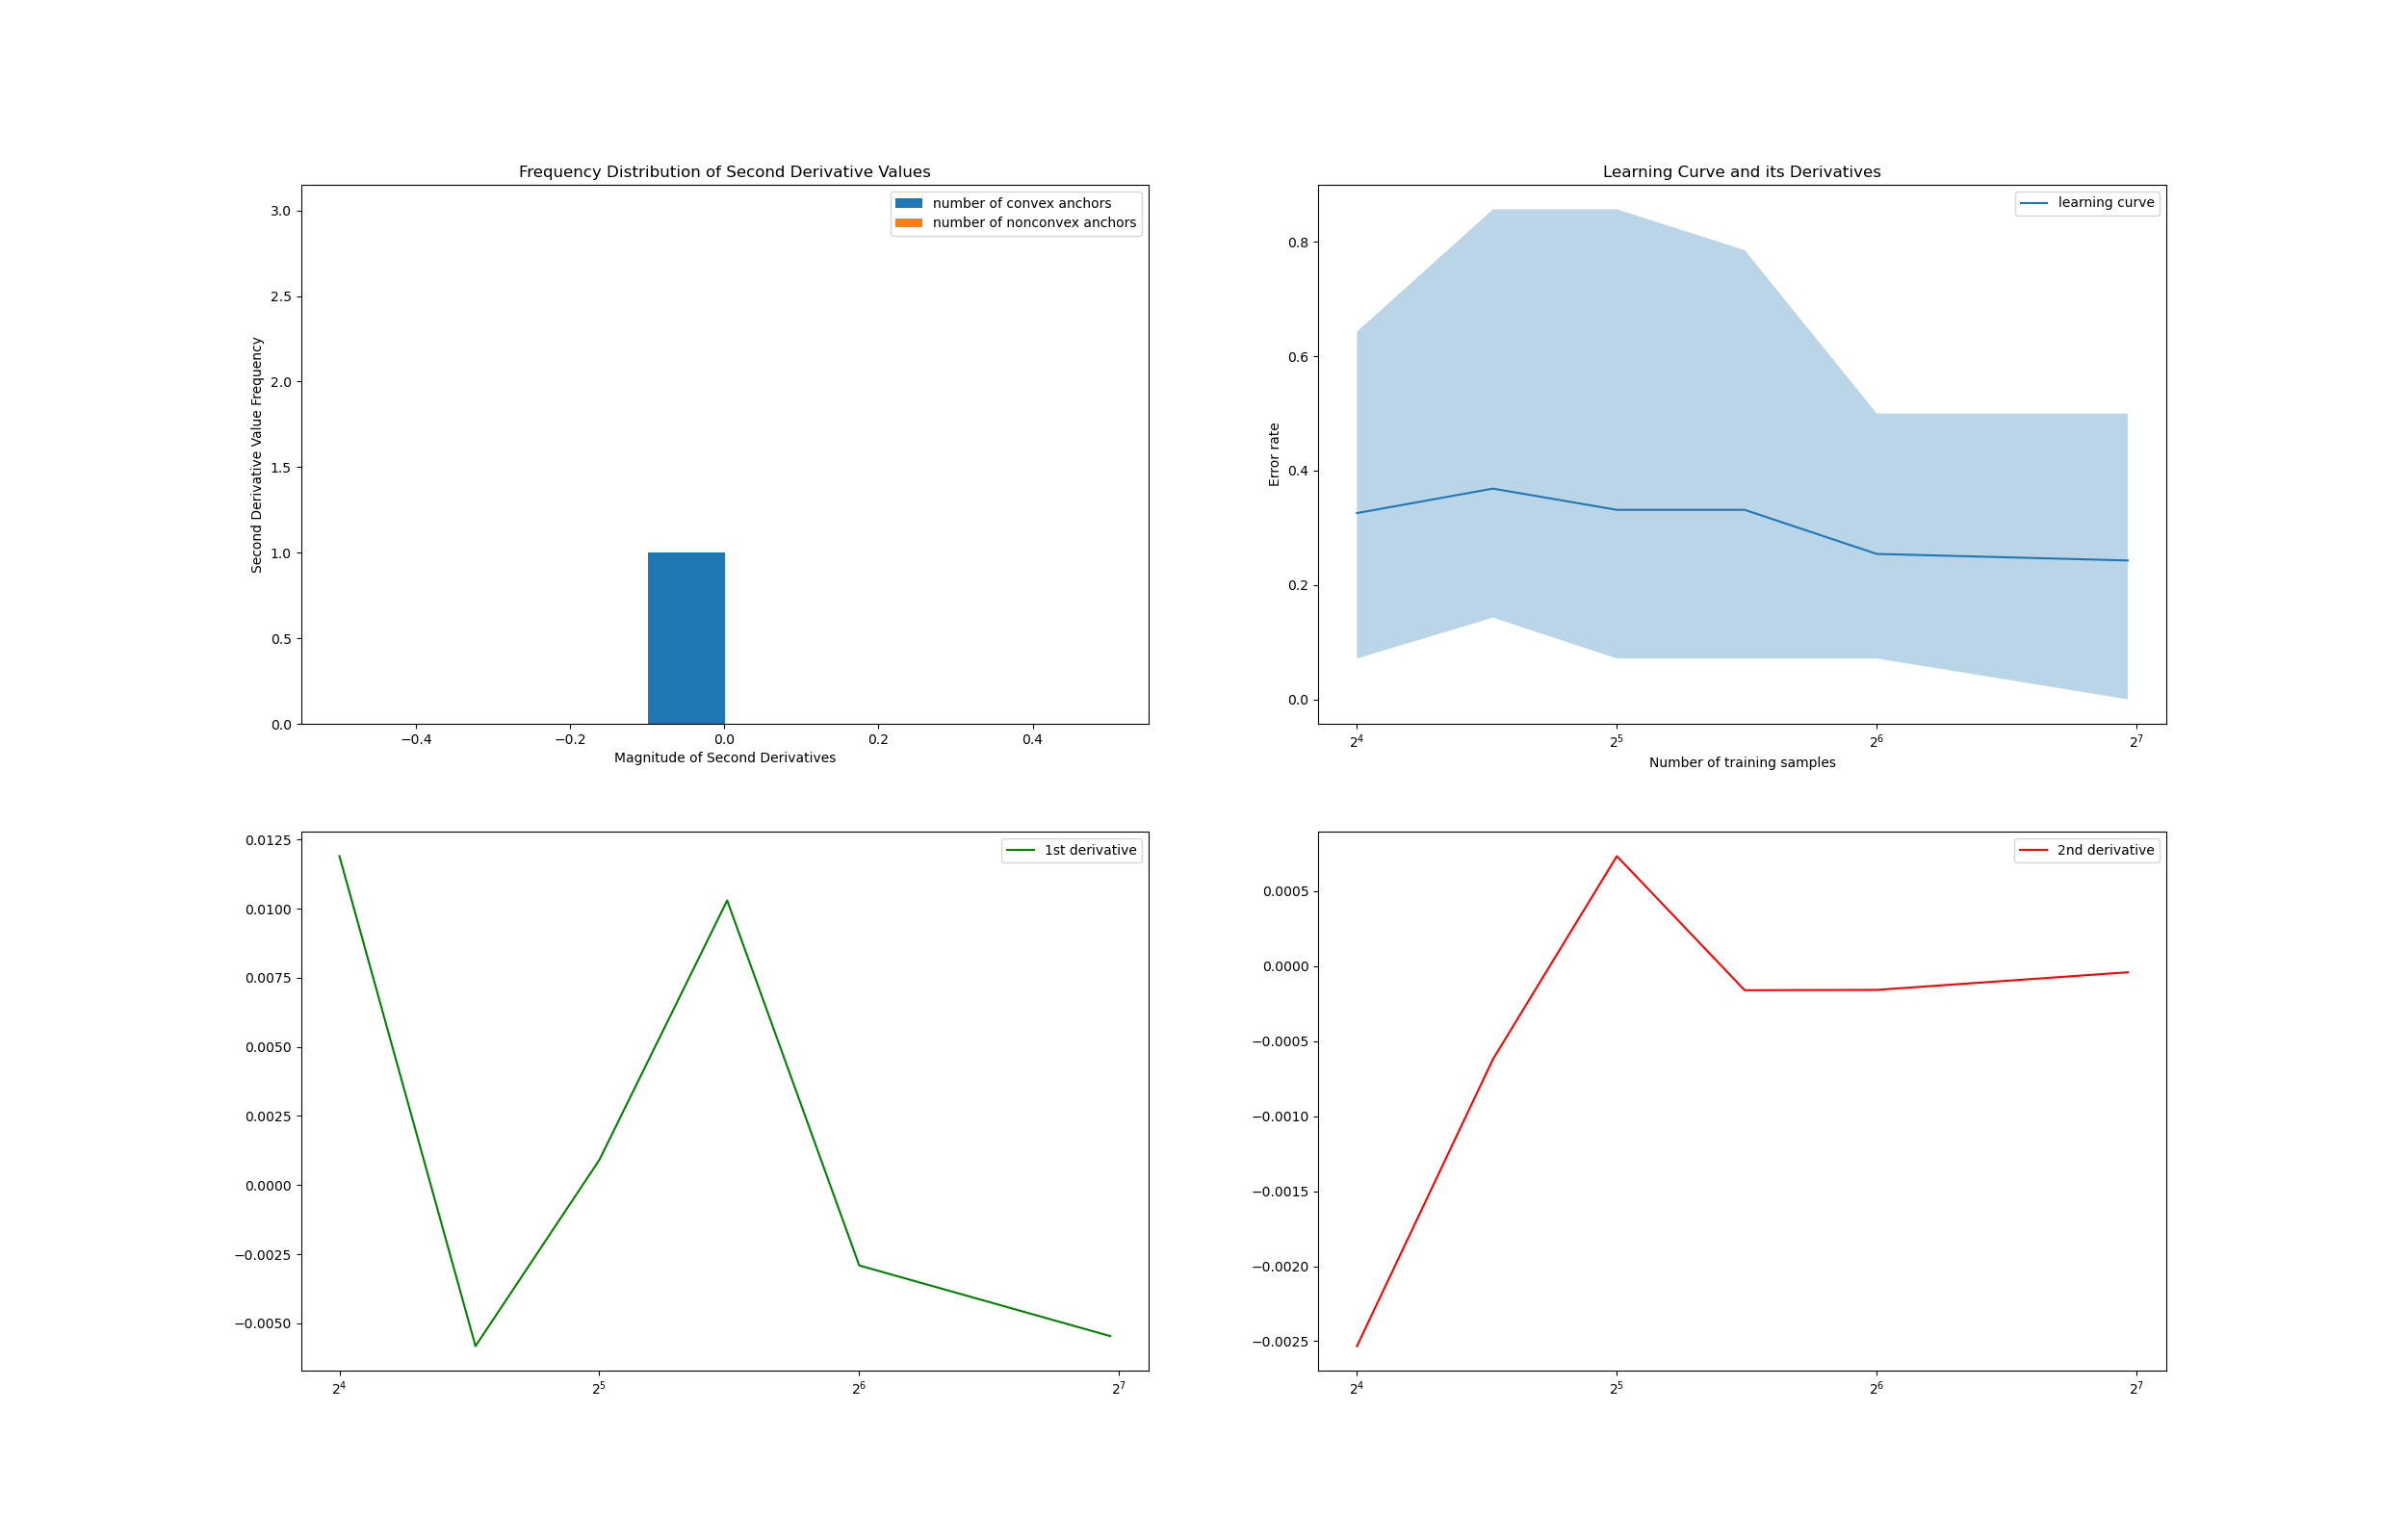 Frequency Distribution of Second Derivative Values
number of convex anchors
number of nonconvex anchors
Second Derivative Value Frequency
3.0
2.5
2.0
1.5
1.0
0.5
0.0
−0.4 −0.2 0.0 0.2 0.4
Magnitude of Second Derivatives
Learning Curve and its Derivatives
learning curve
Error rate
0.8
0.6
0.4
0.2
0.0
2⁴ 2⁵ 2⁶ 2⁷
Number of training samples
1st derivative
0.0125
0.0100
0.0075
0.0050
0.0025
0.0000
−0.0025
−0.0050
2⁴ 2⁵ 2⁶ 2⁷
2nd derivative
0.0005
0.0000
−0.0005
−0.0010
−0.0015
−0.0020
−0.0025
2⁴ 2⁵ 2⁶ 2⁷